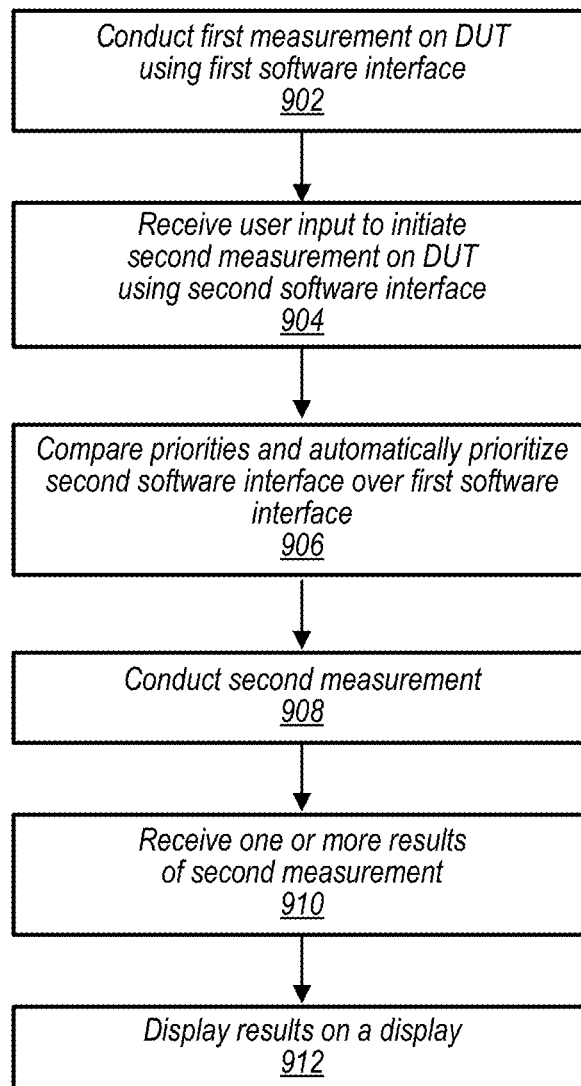 Conduct first measurement on DUT
using first software interface
902
Receive user input to initiate
second measurement on DUT
using second software interface
904
Compare priorities and automatically prioritize
second software interface over first software
interface
906
Conduct second measurement
908
Receive one or more results
of second measurement
910
Display results on a display
912